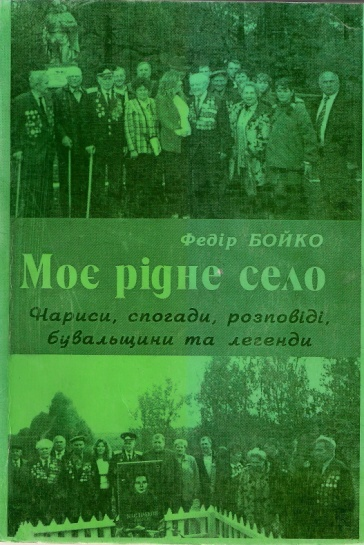 Федір БОЙКО
Моє рідне село
Нариси, спогади, розповіді,
бувальщини та легенди